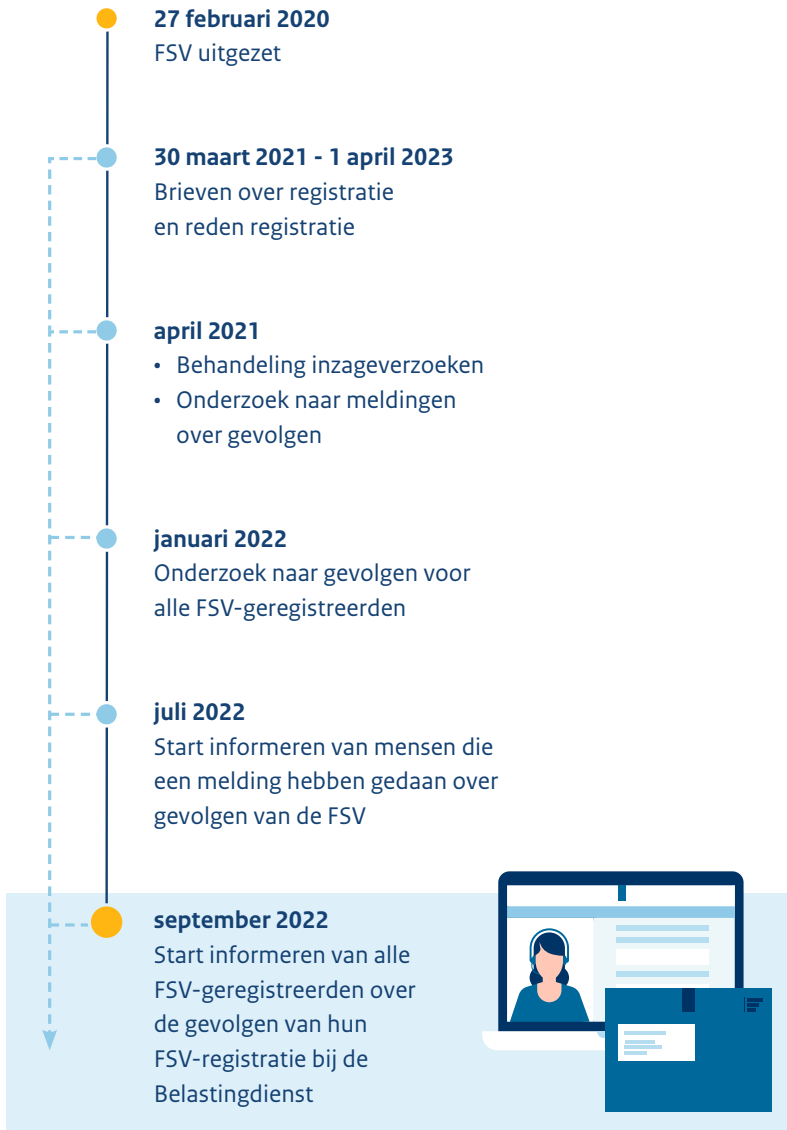 27 februari 2020
FSV uitgezet
30 maart 2021 - 1 april 2023
Brieven over registratie
en reden registratie
april 2021
• Behandeling inzageverzoeken
• Onderzoek naar meldingen
over gevolgen
januari 2022
Onderzoek naar gevolgen voor
alle FSV-geregistreerden
juli 2022
Start informeren van mensen die
een melding hebben gedaan over
gevolgen van de FSV
september 2022
Start informeren van alle
FSV-geregistreerden over
de gevolgen van hun
FSV-registratie bij de
Belastingdienst